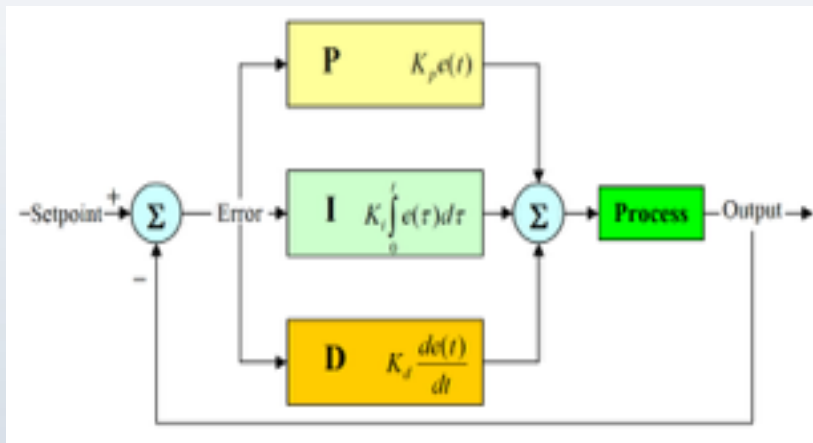 P K_p e(t)
Setpoint + Σ Error I K_i ∫_0^t e(τ)dτ Σ Process Output
−
D K_d de(t)/dt